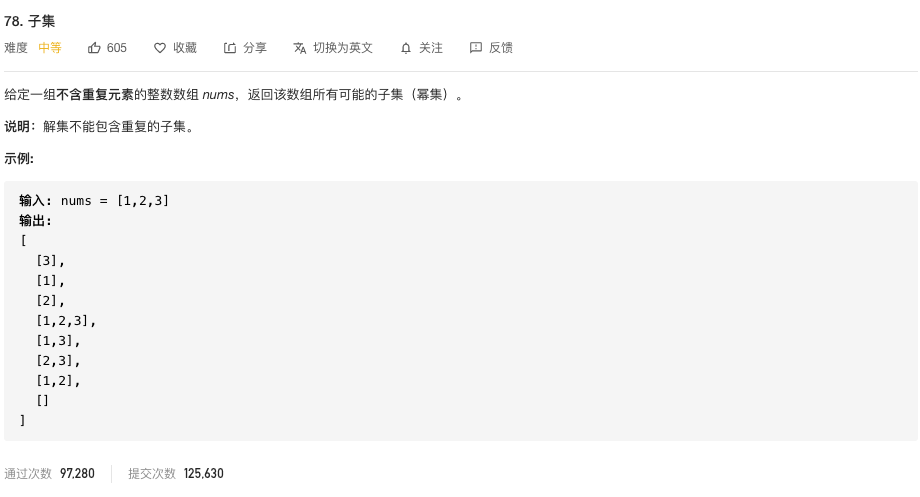 78. 子集
难度 中等 605 收藏 分享 切换为英文 关注 反馈
给定一组不含重复元素的整数数组 nums，返回该数组所有可能的子集（幂集）。
说明：解集不能包含重复的子集。
示例:
输入: nums = [1,2,3]
输出:
[
[3],
[1],
[2],
[1,2,3],
[1,3],
[2,3],
[1,2],
[]
]
通过次数 97,280 提交次数 125,630